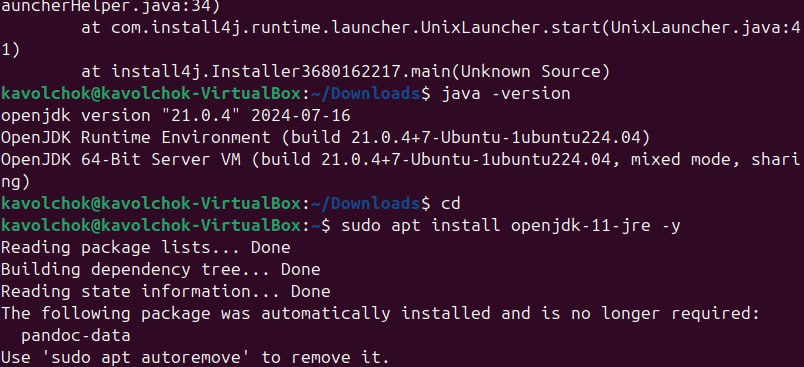 auncherHelper.java:34)
        at com.install4j.runtime.launcher.UnixLauncher.start(UnixLauncher.java:4
1)
        at install4j.Installer3680162217.main(Unknown Source)
kavolchok@kavolchok-VirtualBox:~/Downloads$ java -version
openjdk version "21.0.4" 2024-07-16
OpenJDK Runtime Environment (build 21.0.4+7-Ubuntu-1ubuntu224.04)
OpenJDK 64-Bit Server VM (build 21.0.4+7-Ubuntu-1ubuntu224.04, mixed mode, shari
ng)
kavolchok@kavolchok-VirtualBox:~/Downloads$ cd
kavolchok@kavolchok-VirtualBox:~$ sudo apt install openjdk-11-jre -y
Reading package lists... Done
Building dependency tree... Done
Reading state information... Done
The following package was automatically installed and is no longer required:
  pandoc-data
Use 'sudo apt autoremove' to remove it.